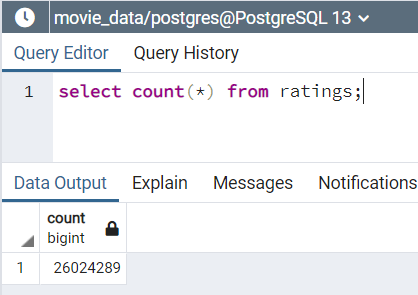 movie_data/postgres@PostgreSQL 13
Query Editor Query History
1 select count(*) from ratings;
Data Output Explain Messages Notifications
count
bigint
1 26024289